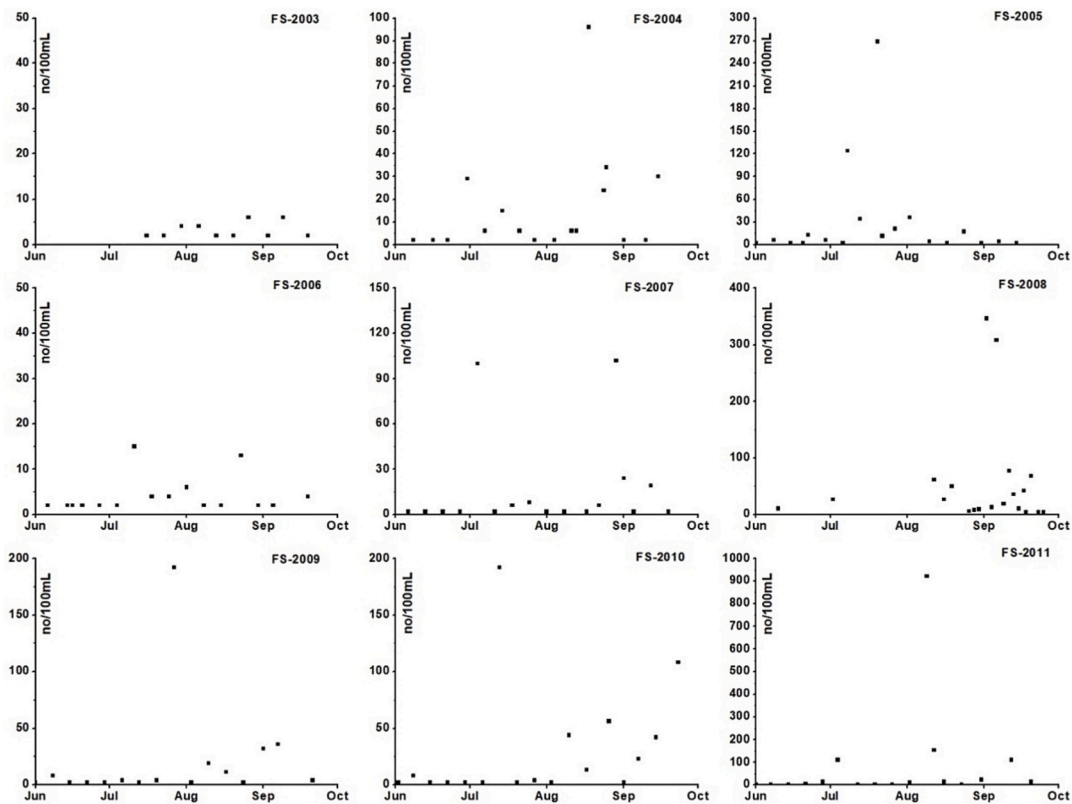 FS-2003
no/100mL
50
40
30
20
10
0
Jun Jul Aug Sep Oct
FS-2004
no/100mL
100
90
80
70
60
50
40
30
20
10
0
Jun Jul Aug Sep Oct
FS-2005
no/100mL
300
270
240
210
180
150
120
90
60
30
0
Jun Jul Aug Sep Oct
FS-2006
no/100mL
50
40
30
20
10
0
Jun Jul Aug Sep Oct
FS-2007
no/100mL
150
120
90
60
30
0
Jun Jul Aug Sep Oct
FS-2008
no/100mL
400
300
200
100
0
Jun Jul Aug Sep Oct
FS-2009
no/100mL
200
150
100
50
0
Jun Jul Aug Sep Oct
FS-2010
no/100mL
200
150
100
50
0
Jun Jul Aug Sep Oct
FS-2011
no/100mL
1000
900
800
700
600
500
400
300
200
100
0
Jun Jul Aug Sep Oct